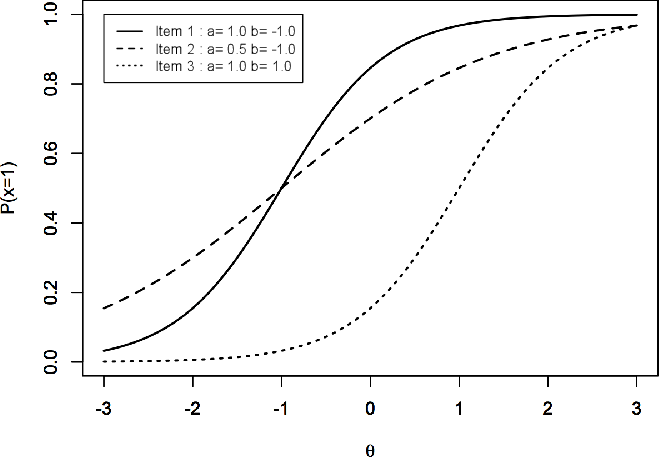 1.0
0.8
0.6
0.4
0.2
0.0
P(x=1)
Item 1 : a= 1.0 b= -1.0
Item 2 : a= 0.5 b= -1.0
Item 3 : a= 1.0 b= 1.0
-3 -2 -1 0 1 2 3
θ